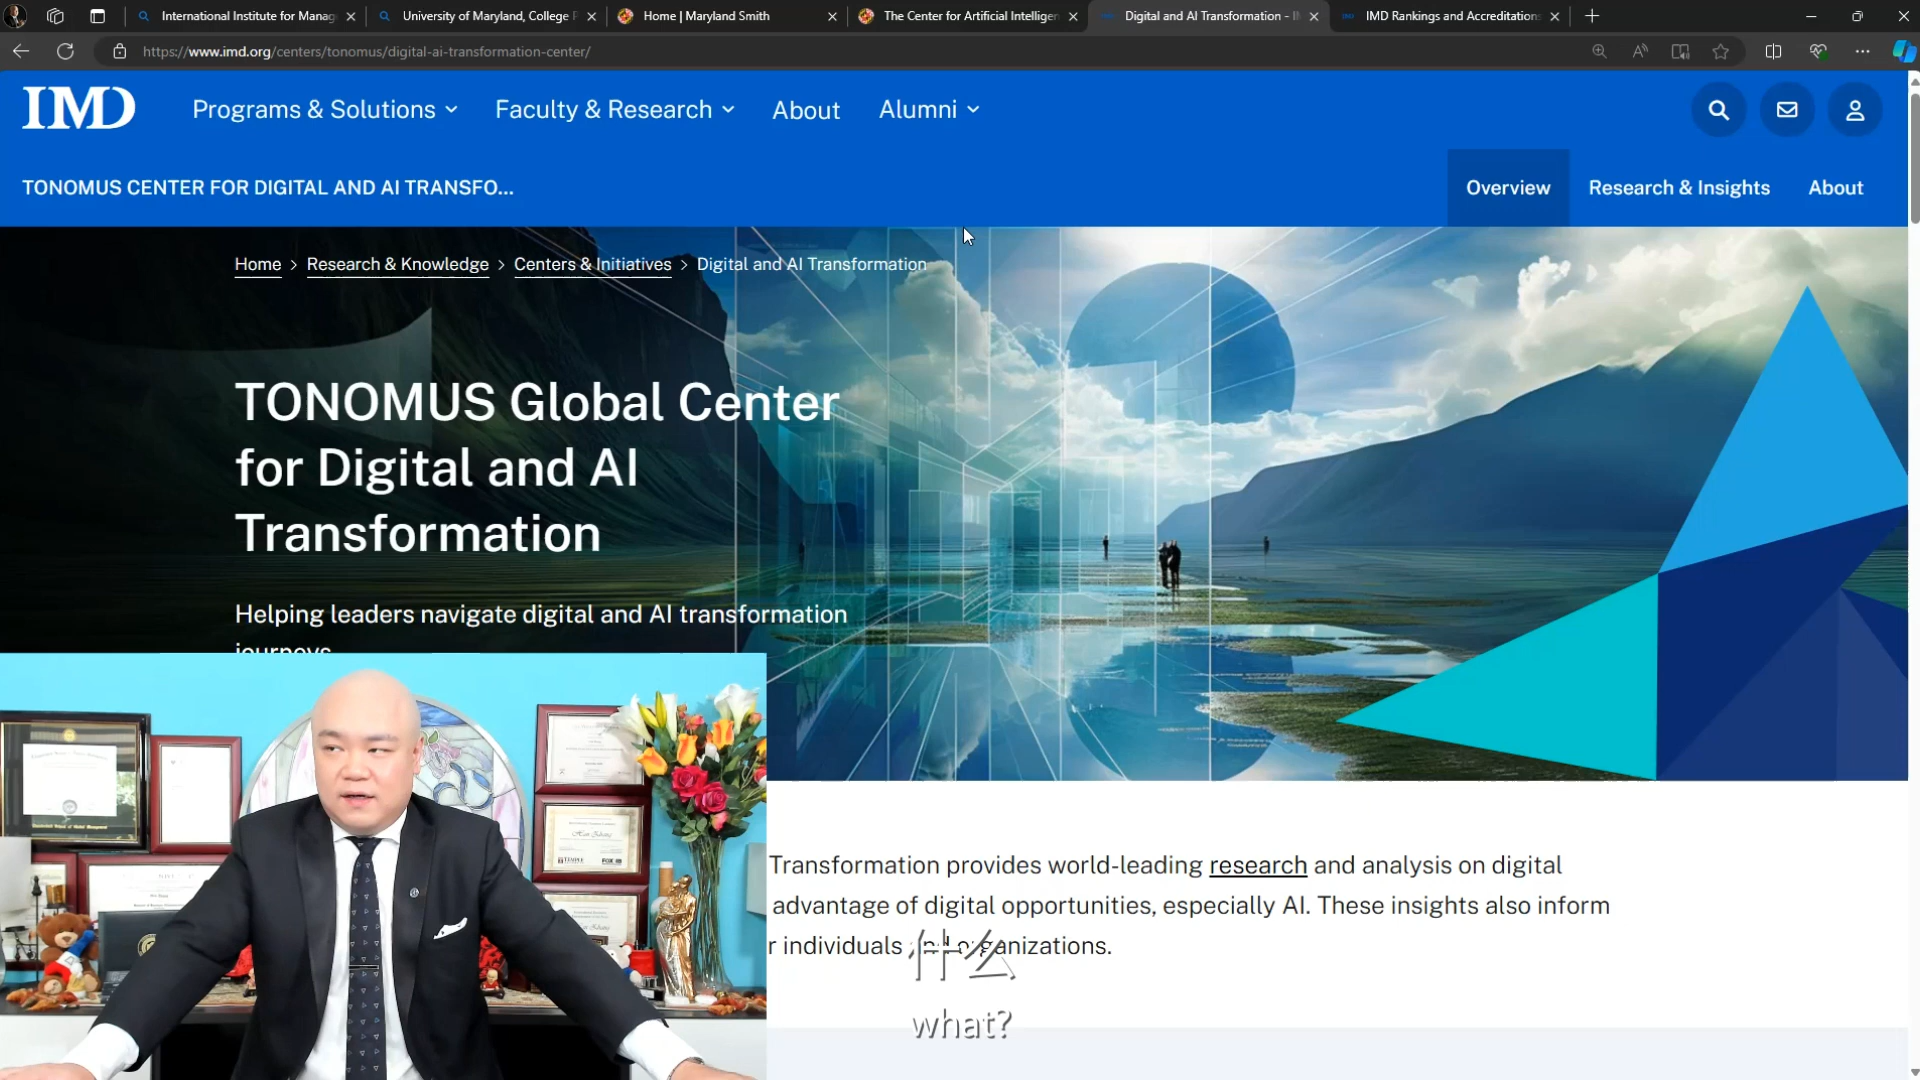 International Institute for Manag
University of Maryland, College P
Home | Maryland Smith
The Center for Artificial Intelligen
Digital and AI Transformation - I
IMD Rankings and Accreditations
https://www.imd.org/centers/tonomus/digital-ai-transformation-center/
IMD
Programs & Solutions
Faculty & Research
About
Alumni
TONOMUS CENTER FOR DIGITAL AND AI TRANSFO...
Overview
Research & Insights
About
Home > Research & Knowledge > Centers & Initiatives > Digital and AI Transformation
TONOMUS Global Center
for Digital and AI
Transformation
Helping leaders navigate digital and AI transformation
journeys
Transformation provides world-leading research and analysis on digital
advantage of digital opportunities, especially AI. These insights also inform
r individuals and organizations.
什么
what?